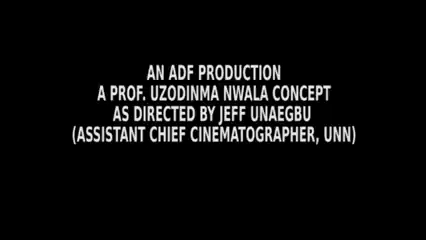 AN ADF PRODUCTION
A PROF. UZODINMA NWALA CONCEPT
AS DIRECTED BY JEFF UNAEGBU
(ASSISTANT CHIEF CINEMATOGRAPHER, UNN)